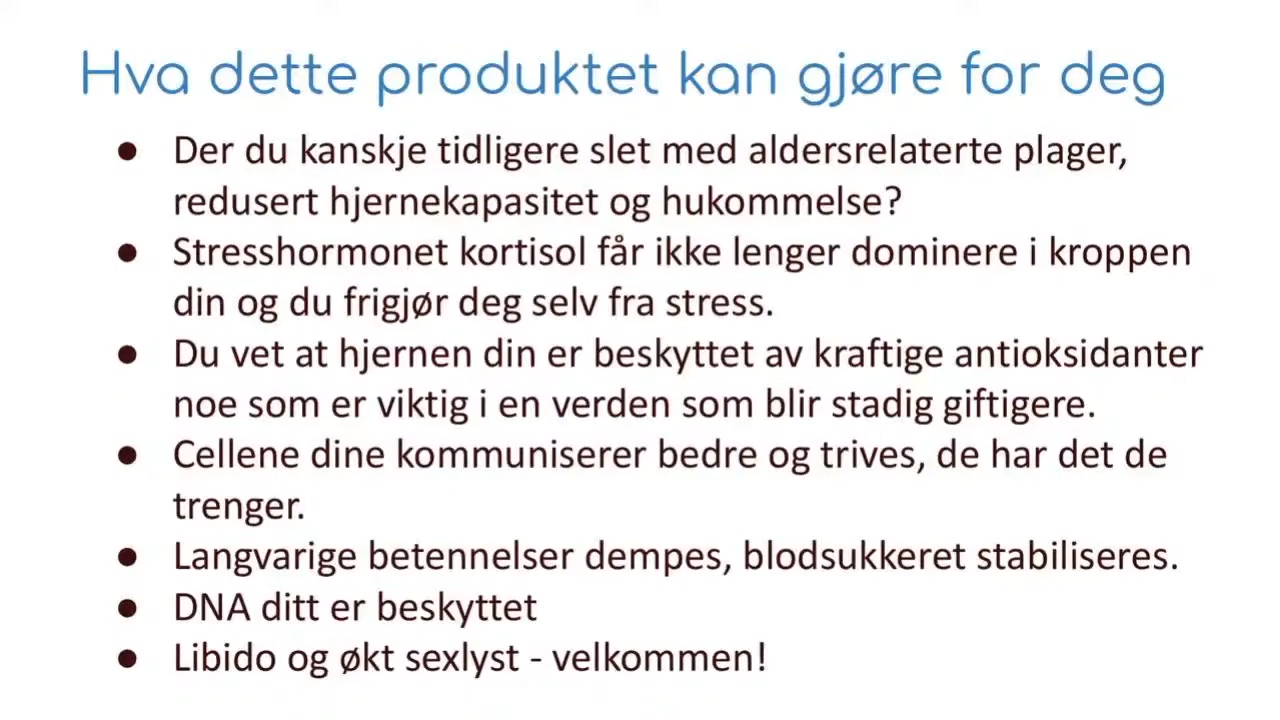 Hva dette produktet kan gjøre for deg
● Der du kanskje tidligere slet med aldersrelaterte plager,
redusert hjernekapasitet og hukommelse?
● Stresshormonet kortisol får ikke lenger dominere i kroppen
din og du frigjør deg selv fra stress.
● Du vet at hjernen din er beskyttet av kraftige antioksidanter
noe som er viktig i en verden som blir stadig giftigere.
● Cellene dine kommuniserer bedre og trives, de har det de
trenger.
● Langvarige betennelser dempes, blodsukkeret stabiliseres.
● DNA ditt er beskyttet
● Libido og økt sexlyst - velkommen!